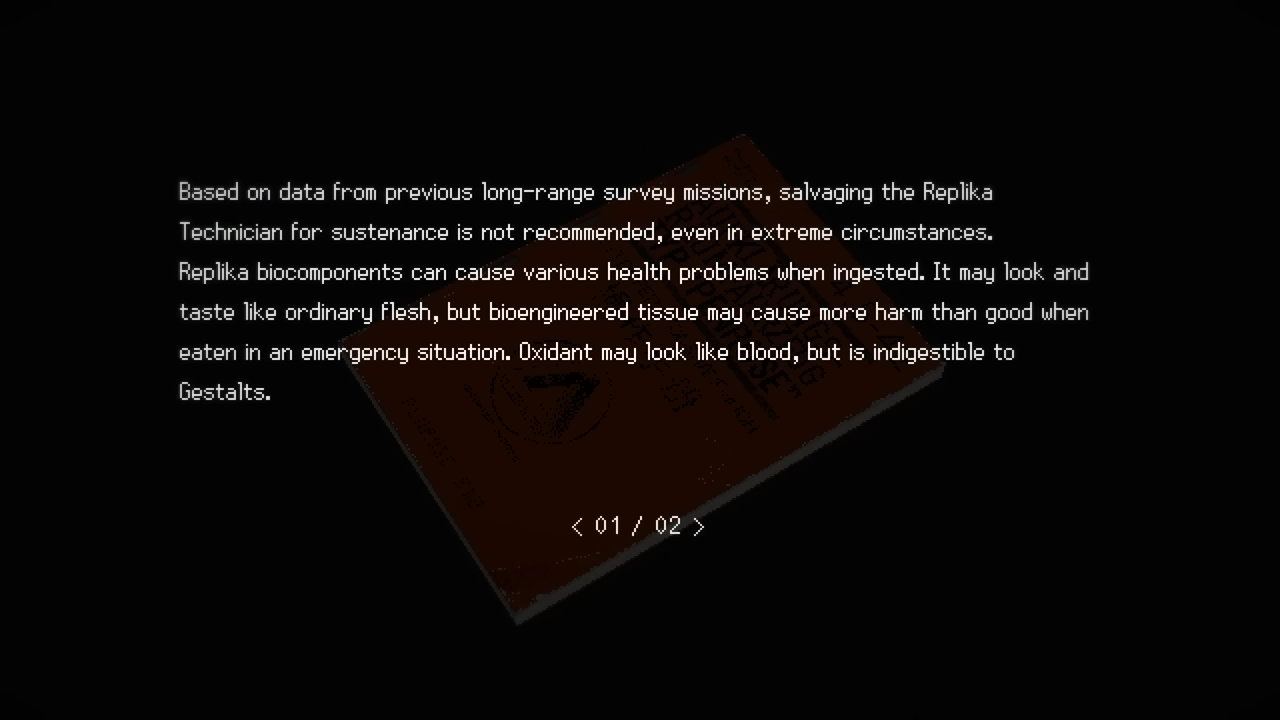 Based on data from previous long-range survey missions, salvaging the Replika
Technician for sustenance is not recommended, even in extreme circumstances.
Replika biocomponents can cause various health problems when ingested. It may look and
taste like ordinary flesh, but bioengineered tissue may cause more harm than good when
eaten in an emergency situation. Oxidant may look like blood, but is indigestible to
Gestalts.
< 01 / 02 >